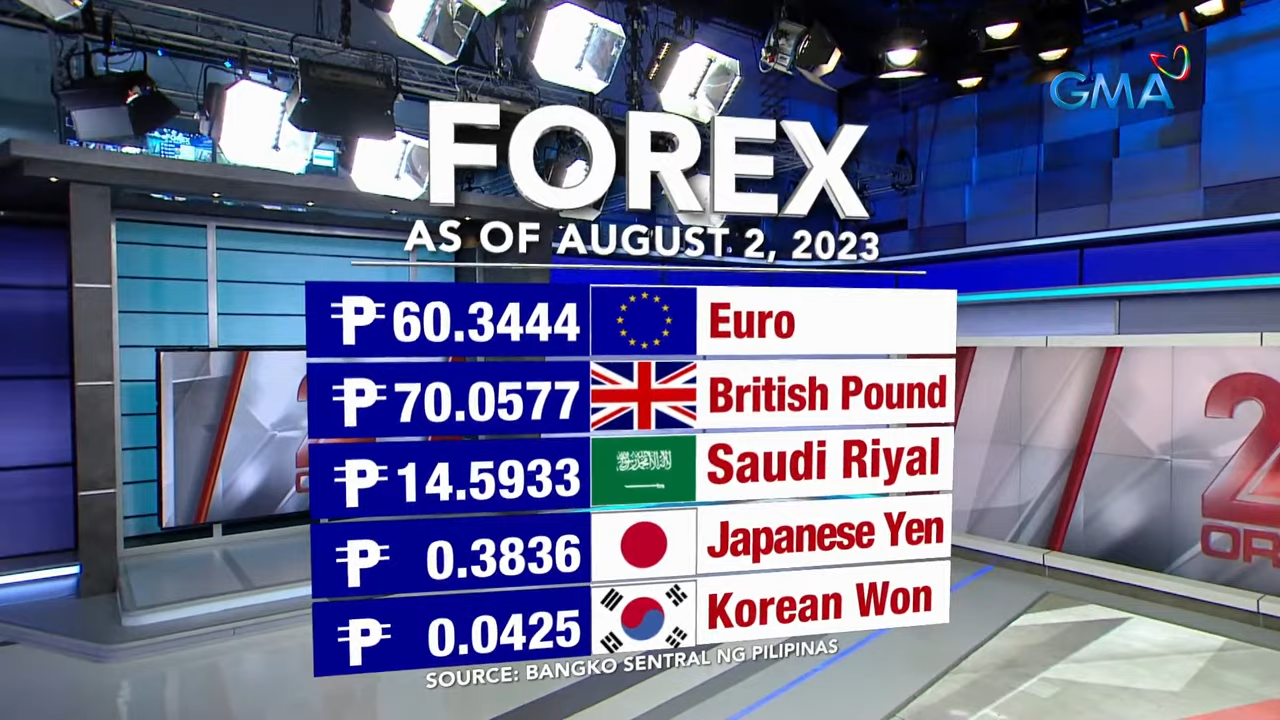 GMA
FOREX
AS OF AUGUST 2, 2023
₱ 60.3444 Euro
₱ 70.0577 British Pound
₱ 14.5933 Saudi Riyal
₱ 0.3836 Japanese Yen
₱ 0.0425 Korean Won
SOURCE: BANGKO SENTRAL NG PILIPINAS
2